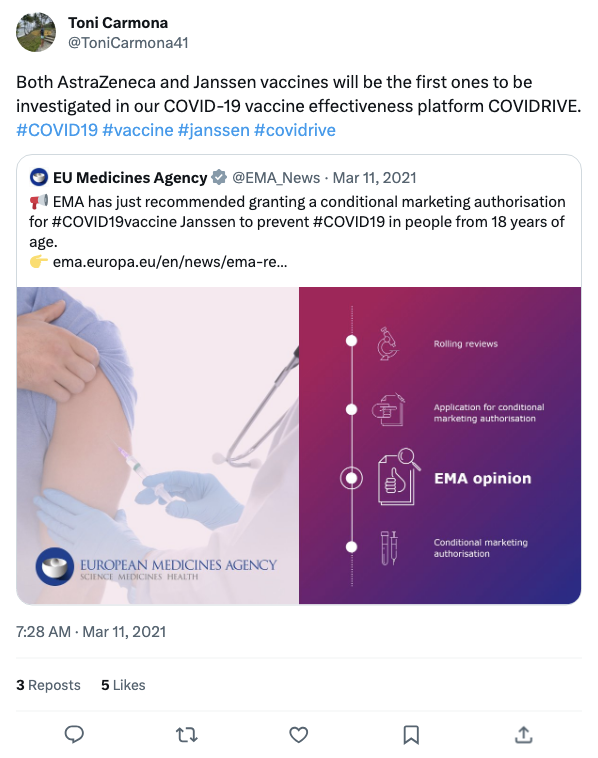 Toni Carmona
@ToniCarmona41
Both AstraZeneca and Janssen vaccines will be the first ones to be
investigated in our COVID-19 vaccine effectiveness platform COVIDRIVE.
#COVID19 #vaccine #janssen #covidrive
EU Medicines Agency @EMA_News · Mar 11, 2021
📢 EMA has just recommended granting a conditional marketing authorisation
for #COVID19vaccine Janssen to prevent #COVID19 in people from 18 years of
age.
👉 ema.europa.eu/en/news/ema-re...
Rolling reviews
Application for conditional
marketing authorisation
EMA opinion
Conditional marketing
authorisation
EUROPEAN MEDICINES AGENCY
SCIENCE MEDICINES HEALTH
7:28 AM · Mar 11, 2021
3 Reposts 5 Likes